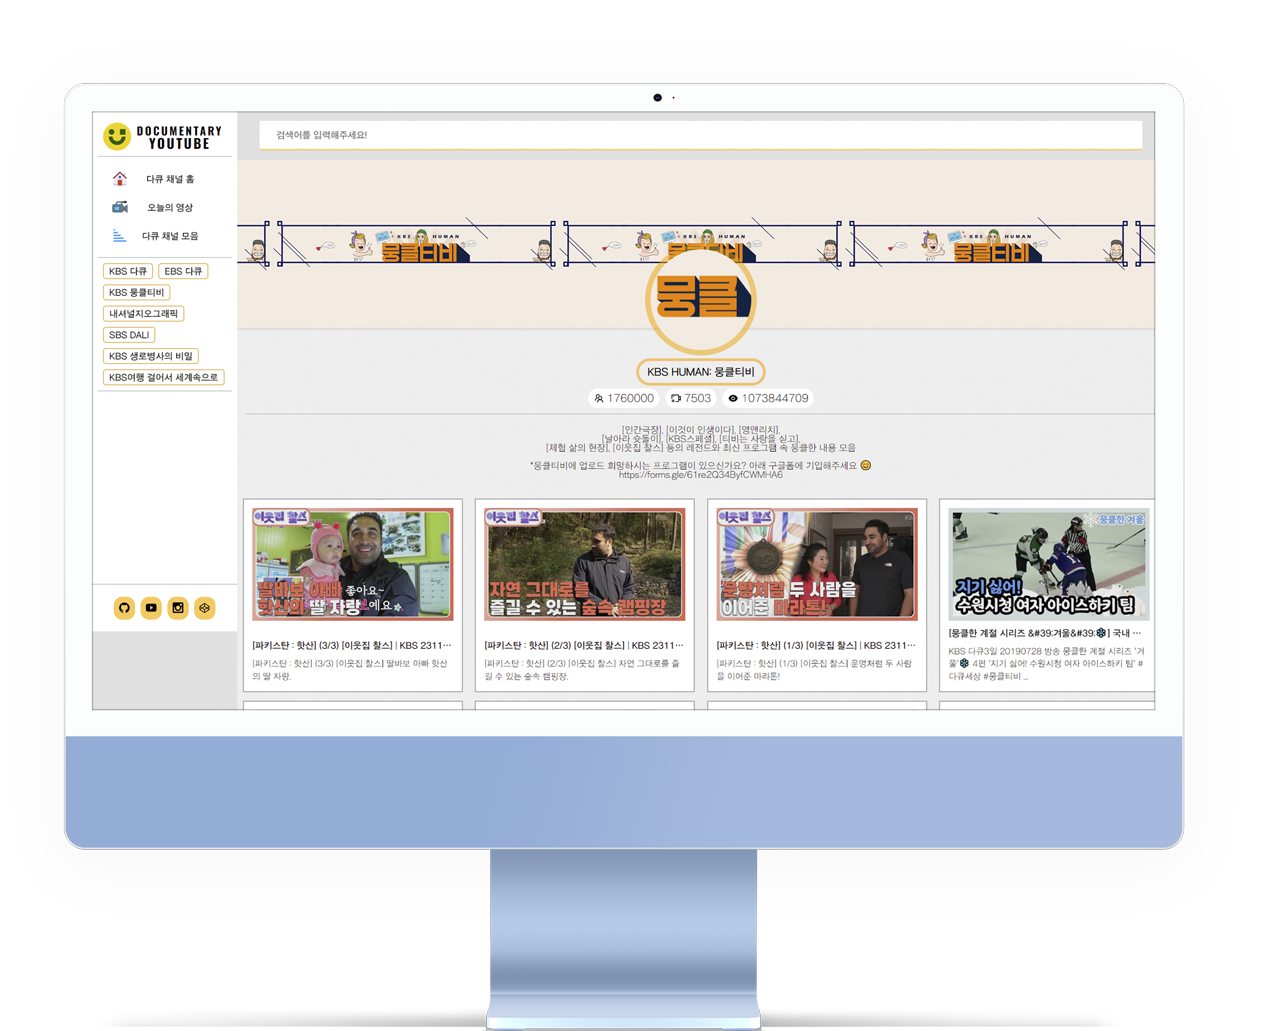 DOCUMENTARY
YOUTUBE
검색어를 입력해주세요!
다큐 채널 홈
오늘의 영상
다큐 채널 모음
KBS 다큐
EBS 다큐
KBS 뭉클티비
내셔널지오그래픽
SBS DALI
KBS 생로병사의 비밀
KBS여행 걸어서 세계속으로
KBS HUMAN
뭉클티비
KBS HUMAN
뭉클티비
KBS HUMAN
뭉클티비
뭉클
KBS HUMAN: 뭉클티비
1760000
7503
1073844709
[인간극장], [이것이 인생이다], [영앤리치],
[날아라 슛돌이], [KBS스페셜], [티비는 사랑을 싣고],
[체험 삶의 현장], [이웃집 찰스] 등의 레전드와 최신 프로그램 속 뭉클한 내용 모음
*뭉클티비에 업로드 희망하시는 프로그램이 있으신가요? 아래 구글폼에 기입해주세요 😊
https://forms.gle/61re2Q34ByfCWMHA6
이웃집 찰스
딸바보 아빠 좋아요~
핫산이 딸 자랑 예요
[파키스탄 : 핫산] (3/3) [이웃집 찰스] | KBS 2311⋯
[파키스탄 : 핫산] (3/3) [이웃집 찰스] 딸바보 아빠 핫산
의 딸 자랑.
이웃집 찰스
자연 그대로를
즐길 수 있는 숲속 캠핑장
[파키스탄 : 핫산] (2/3) [이웃집 찰스] | KBS 2311⋯
[파키스탄 : 핫산] (2/3) [이웃집 찰스] 자연 그대로를 즐
길 수 있는 숲속 캠핑장.
이웃집 찰스
운명처럼 두 사람을
이어준 마라톤!
[파키스탄 : 핫산] (1/3) [이웃집 찰스] | KBS 2311⋯
[파키스탄 : 핫산] (1/3) [이웃집 찰스] 운명처럼 두 사람
을 이어준 마라톤!
뭉클한 겨울
지기 싫어!
수원시청 여자 아이스하키 팀
[뭉클한 계절 시리즈 &#39;겨울&#39;❄️] 국내 ⋯
KBS 다큐3일 20190728 방송 뭉클한 계절 시리즈 '겨
울'❄️ 4편 '지기 싫어! 수원시청 여자 아이스하키 팀' #
다큐세상 #뭉클티비 ...